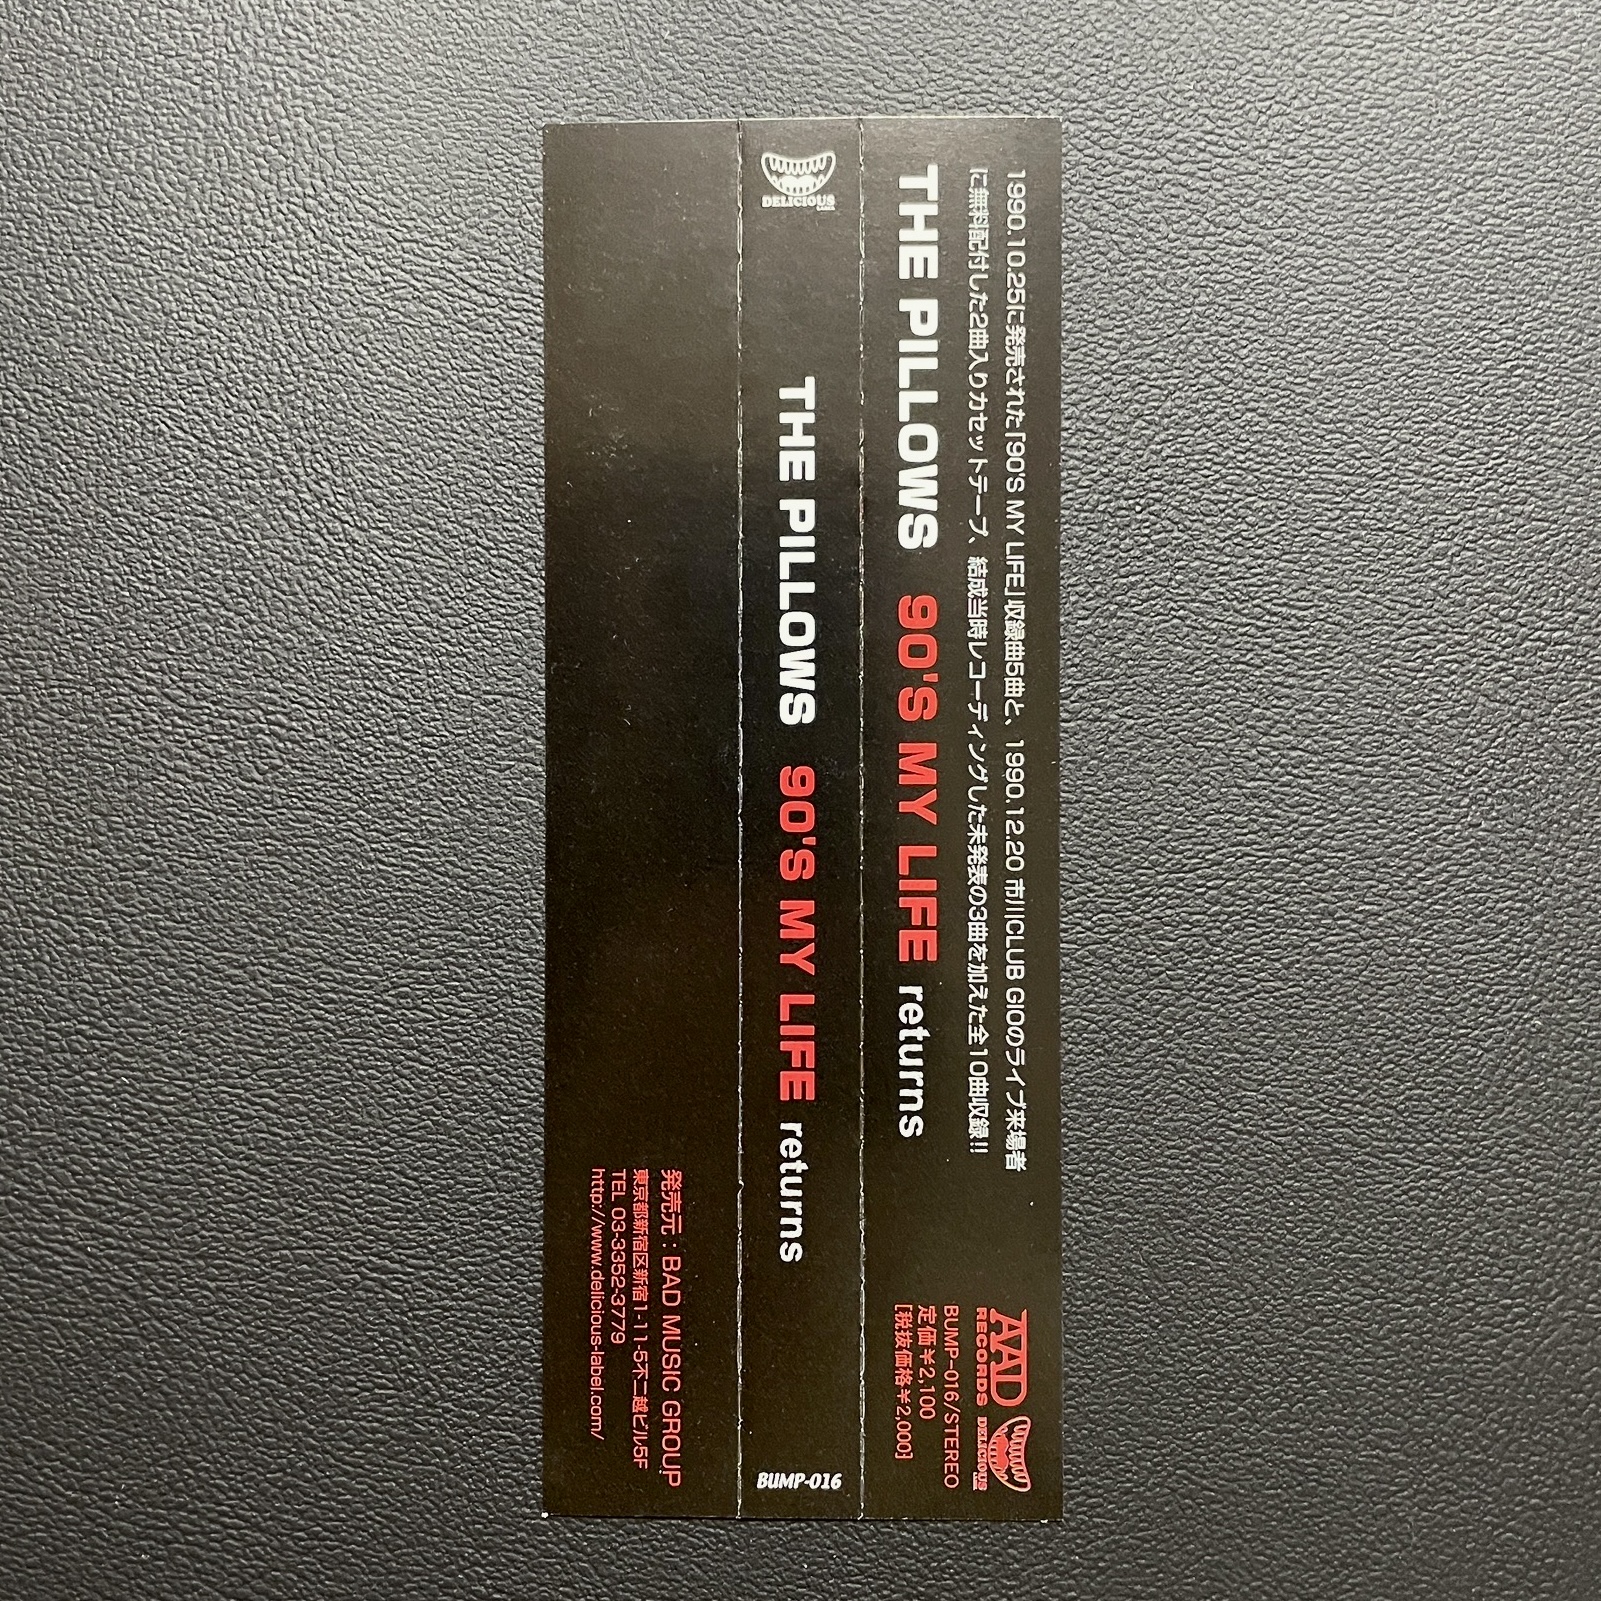 1990.10.25に発売された「90'S MY LIFE」収録曲5曲と、1990.12.20 市川CLUB GIOのライブ来場者
に無料配付した2曲入りカセットテープ、結成当時レコーディングした未発表の3曲を加えた全10曲収録!!
THE PILLOWS 90'S MY LIFE returns
AAD RECORDS
DELICIOUS LABEL
BUMP-016/STEREO
定価¥2,100
[税抜価格¥2,000]
DELICIOUS LABEL
THE PILLOWS 90'S MY LIFE returns
BUMP-016
発売元:BAD MUSIC GROUP
東京都新宿区新宿1-11-5不二越ビル5F
TEL 03-3352-3779
http://www.delicious-label.com/